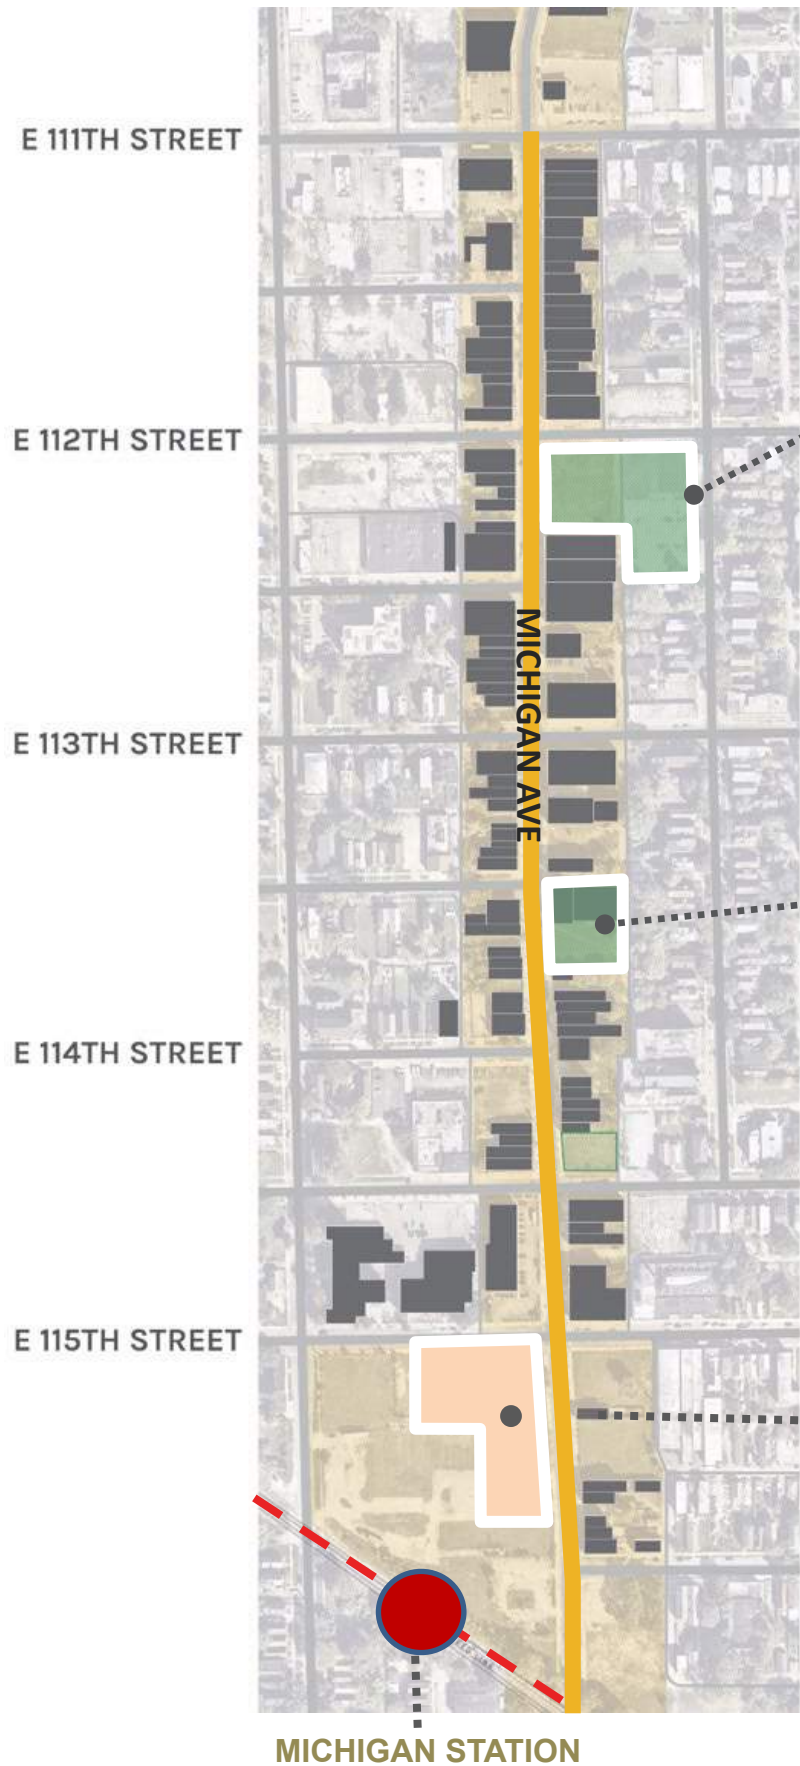 E 111TH STREET
E 112TH STREET
MICHIGAN AVE
E 113TH STREET
E 114TH STREET
E 115TH STREET
MICHIGAN STATION